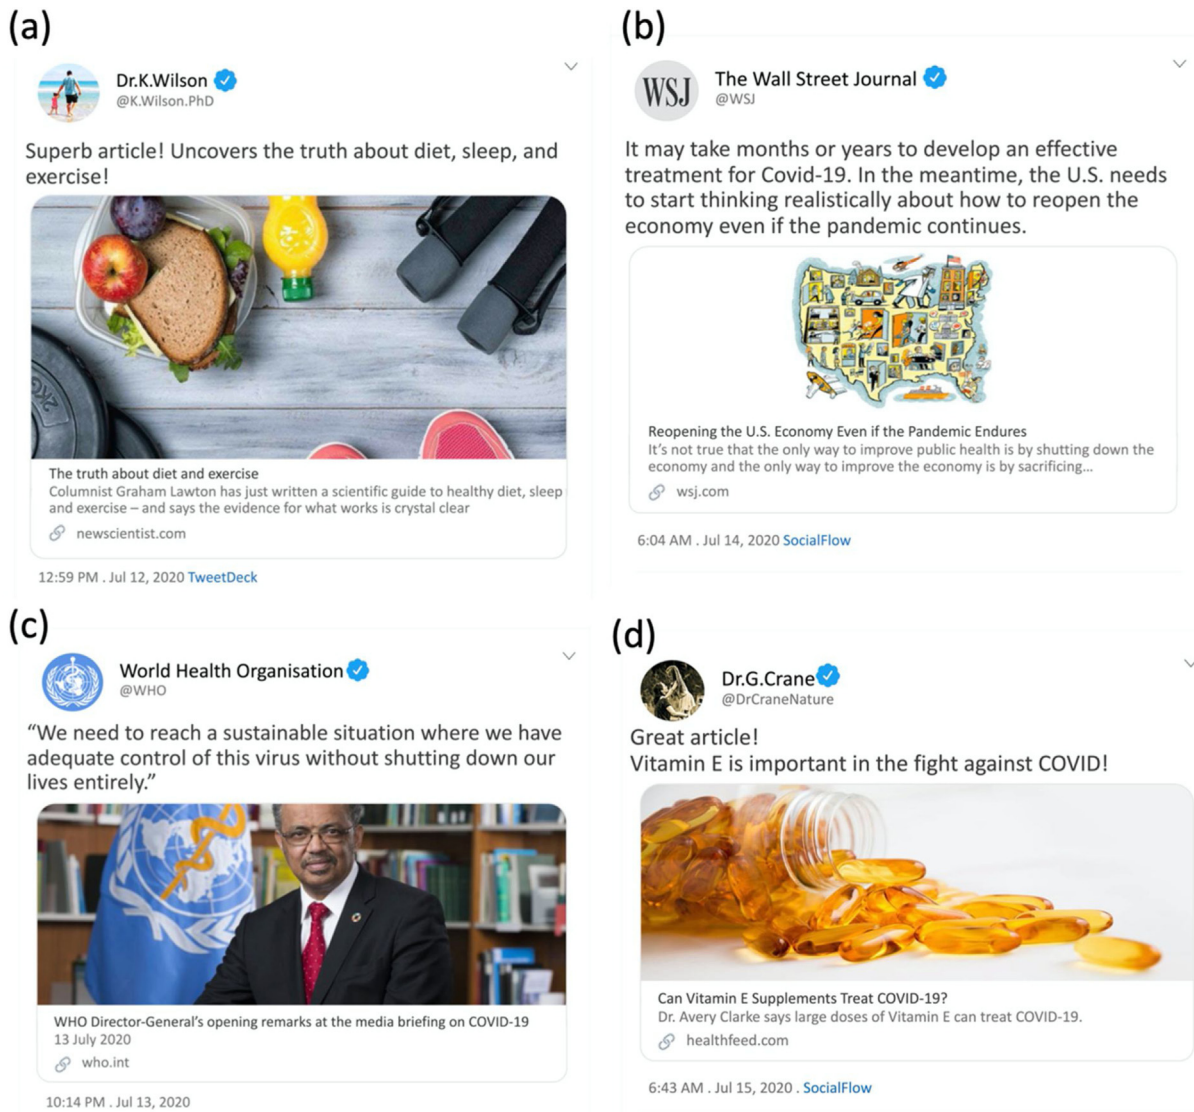 (a)
Dr.K.Wilson
@K.Wilson.PhD
Superb article! Uncovers the truth about diet, sleep, and
exercise!
2KG
The truth about diet and exercise
Columnist Graham Lawton has just written a scientific guide to healthy diet, sleep
and exercise – and says the evidence for what works is crystal clear
newscientist.com
12:59 PM . Jul 12, 2020 TweetDeck
(b)
WSJ
The Wall Street Journal
@WSJ
It may take months or years to develop an effective
treatment for Covid-19. In the meantime, the U.S. needs
to start thinking realistically about how to reopen the
economy even if the pandemic continues.
Reopening the U.S. Economy Even if the Pandemic Endures
It's not true that the only way to improve public health is by shutting down the
economy and the only way to improve the economy is by sacrificing...
wsj.com
6:04 AM . Jul 14, 2020 SocialFlow
(c)
World Health Organisation
@WHO
“We need to reach a sustainable situation where we have
adequate control of this virus without shutting down our
lives entirely.”
WHO Director-General's opening remarks at the media briefing on COVID-19
13 July 2020
who.int
10:14 PM . Jul 13, 2020
(d)
Dr.G.Crane
@DrCraneNature
Great article!
Vitamin E is important in the fight against COVID!
Can Vitamin E Supplements Treat COVID-19?
Dr. Avery Clarke says large doses of Vitamin E can treat COVID-19.
healthfeed.com
6:43 AM . Jul 15, 2020 . SocialFlow